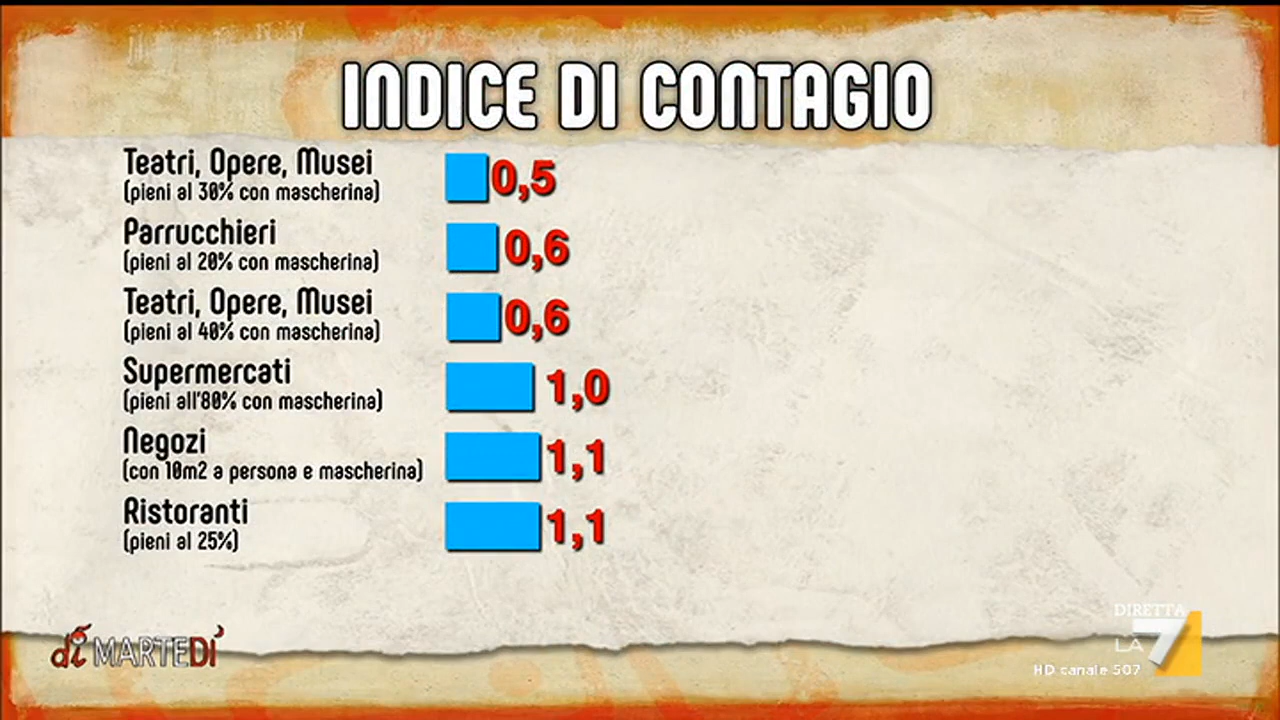 INDICE DI CONTAGIO
Teatri, Opere, Musei
(pieni al 30% con mascherina)
0,5
Parrucchieri
(pieni al 20% con mascherina)
0,6
Teatri, Opere, Musei
(pieni al 40% con mascherina)
0,6
Supermercati
(pieni all'80% con mascherina)
1,0
Negozi
(con 10m2 a persona e mascherina)
1,1
Ristoranti
(pieni al 25%)
1,1
di MARTEDÌ
DIRETTA
LA 7
HD canale 507